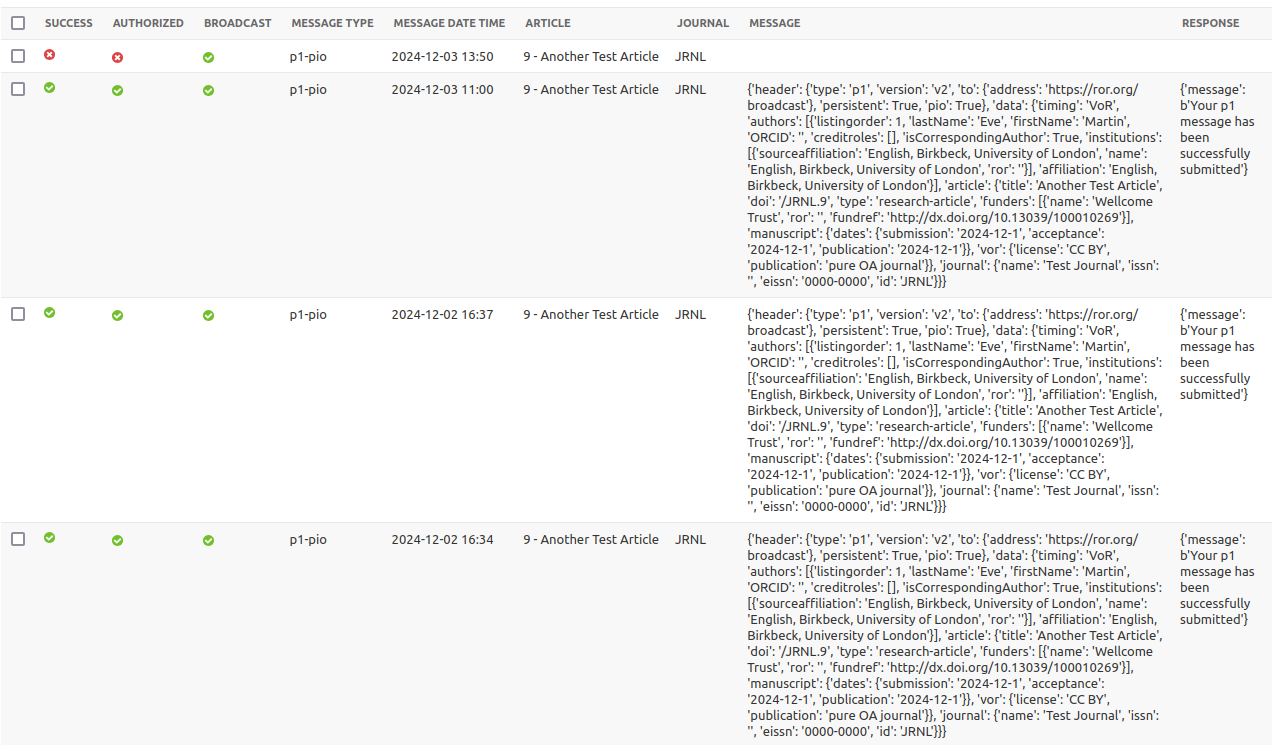 SUCCESS AUTHORIZED BROADCAST MESSAGE TYPE MESSAGE DATE TIME ARTICLE JOURNAL MESSAGE RESPONSE
p1-pio 2024-12-03 13:50 9 - Another Test Article JRNL
p1-pio 2024-12-03 11:00 9 - Another Test Article JRNL
{'header': {'type': 'p1', 'version': 'v2', 'to': {'address': 'https://ror.org/
broadcast'}, 'persistent': True, 'pio': True}, 'data': {'timing': 'VoR',
'authors': [{'listingorder': 1, 'lastName': 'Eve', 'firstName': 'Martin',
'ORCID': '', 'creditroles': [], 'isCorrespondingAuthor': True, 'institutions':
[{'sourceaffiliation': 'English, Birkbeck, University of London', 'name':
'English, Birkbeck, University of London', 'ror': ''}], 'affiliation': 'English,
Birkbeck, University of London'}], 'article': {'title': 'Another Test Article',
'doi': '/JRNL.9', 'type': 'research-article', 'funders': [{'name': 'Wellcome
Trust', 'ror': '', 'fundref': 'http://dx.doi.org/10.13039/100010269'}],
'manuscript': {'dates': {'submission': '2024-12-1', 'acceptance':
'2024-12-1', 'publication': '2024-12-1'}}, 'vor': {'license': 'CC BY',
'publication': 'pure OA journal'}}, 'journal': {'name': 'Test Journal', 'issn':
'', 'eissn': '0000-0000', 'id': 'JRNL'}}}
{'message':
b'Your p1
message has
been
successfully
submitted'}
p1-pio 2024-12-02 16:37 9 - Another Test Article JRNL
{'header': {'type': 'p1', 'version': 'v2', 'to': {'address': 'https://ror.org/
broadcast'}, 'persistent': True, 'pio': True}, 'data': {'timing': 'VoR',
'authors': [{'listingorder': 1, 'lastName': 'Eve', 'firstName': 'Martin',
'ORCID': '', 'creditroles': [], 'isCorrespondingAuthor': True, 'institutions':
[{'sourceaffiliation': 'English, Birkbeck, University of London', 'name':
'English, Birkbeck, University of London', 'ror': ''}], 'affiliation': 'English,
Birkbeck, University of London'}], 'article': {'title': 'Another Test Article',
'doi': '/JRNL.9', 'type': 'research-article', 'funders': [{'name': 'Wellcome
Trust', 'ror': '', 'fundref': 'http://dx.doi.org/10.13039/100010269'}],
'manuscript': {'dates': {'submission': '2024-12-1', 'acceptance':
'2024-12-1', 'publication': '2024-12-1'}}, 'vor': {'license': 'CC BY',
'publication': 'pure OA journal'}}, 'journal': {'name': 'Test Journal', 'issn':
'', 'eissn': '0000-0000', 'id': 'JRNL'}}}
{'message':
b'Your p1
message has
been
successfully
submitted'}
p1-pio 2024-12-02 16:34 9 - Another Test Article JRNL
{'header': {'type': 'p1', 'version': 'v2', 'to': {'address': 'https://ror.org/
broadcast'}, 'persistent': True, 'pio': True}, 'data': {'timing': 'VoR',
'authors': [{'listingorder': 1, 'lastName': 'Eve', 'firstName': 'Martin',
'ORCID': '', 'creditroles': [], 'isCorrespondingAuthor': True, 'institutions':
[{'sourceaffiliation': 'English, Birkbeck, University of London', 'name':
'English, Birkbeck, University of London', 'ror': ''}], 'affiliation': 'English,
Birkbeck, University of London'}], 'article': {'title': 'Another Test Article',
'doi': '/JRNL.9', 'type': 'research-article', 'funders': [{'name': 'Wellcome
Trust', 'ror': '', 'fundref': 'http://dx.doi.org/10.13039/100010269'}],
'manuscript': {'dates': {'submission': '2024-12-1', 'acceptance':
'2024-12-1', 'publication': '2024-12-1'}}, 'vor': {'license': 'CC BY',
'publication': 'pure OA journal'}}, 'journal': {'name': 'Test Journal', 'issn':
'', 'eissn': '0000-0000', 'id': 'JRNL'}}}
{'message':
b'Your p1
message has
been
successfully
submitted'}